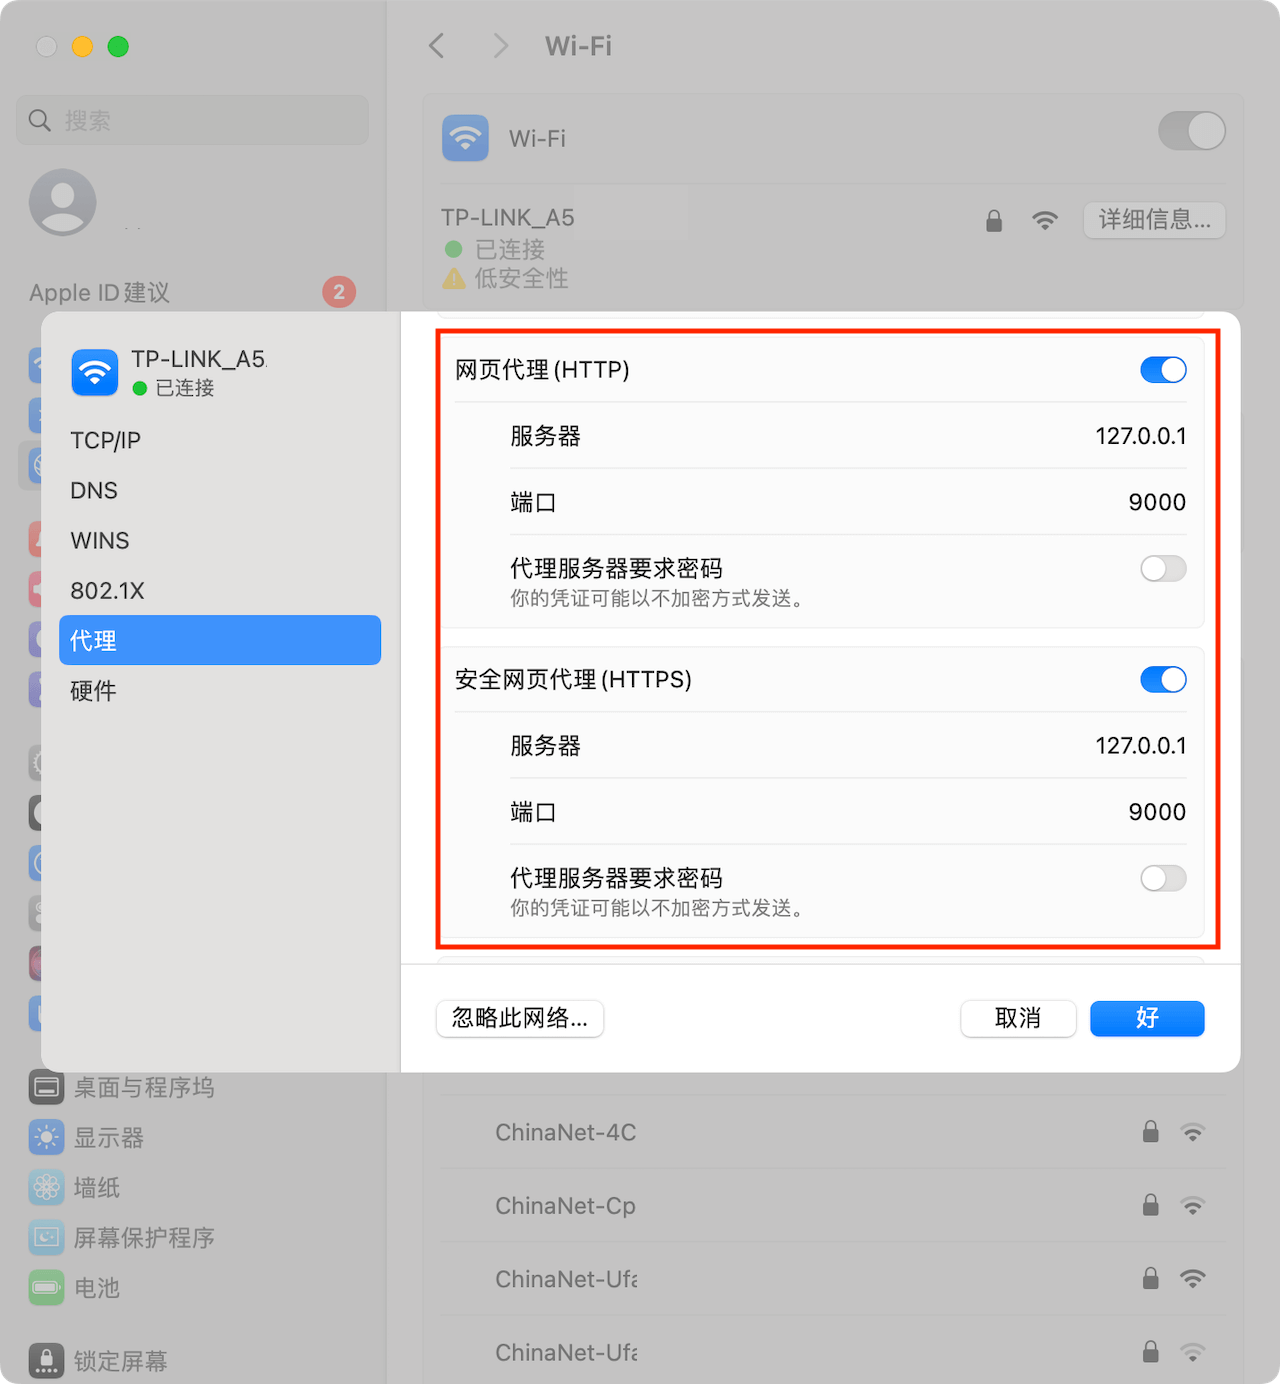 Wi-Fi
搜索
Wi-Fi
TP-LINK_A5
已连接
低安全性
详细信息...
Apple ID 建议
2
TP-LINK_A5
已连接
TCP/IP
DNS
WINS
802.1X
代理
硬件
网页代理 (HTTP)
服务器
127.0.0.1
端口
9000
代理服务器要求密码
你的凭证可能以不加密方式发送。
安全网页代理 (HTTPS)
服务器
127.0.0.1
端口
9000
代理服务器要求密码
你的凭证可能以不加密方式发送。
忽略此网络...
取消
好
桌面与程序坞
显示器
墙纸
屏幕保护程序
电池
锁定屏幕
ChinaNet-4C
ChinaNet-Cp
ChinaNet-Ufa
ChinaNet-Ufa